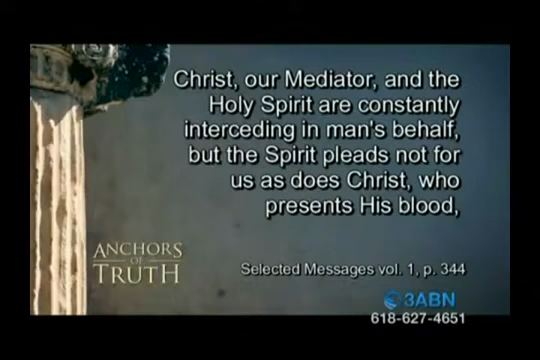 Christ, our Mediator, and the
Holy Spirit are constantly
interceding in man's behalf,
but the Spirit pleads not for
us as does Christ, who
presents His blood,
ANCHORS
OF
TRUTH
Selected Messages vol. 1, p. 344
3ABN
618-627-4651